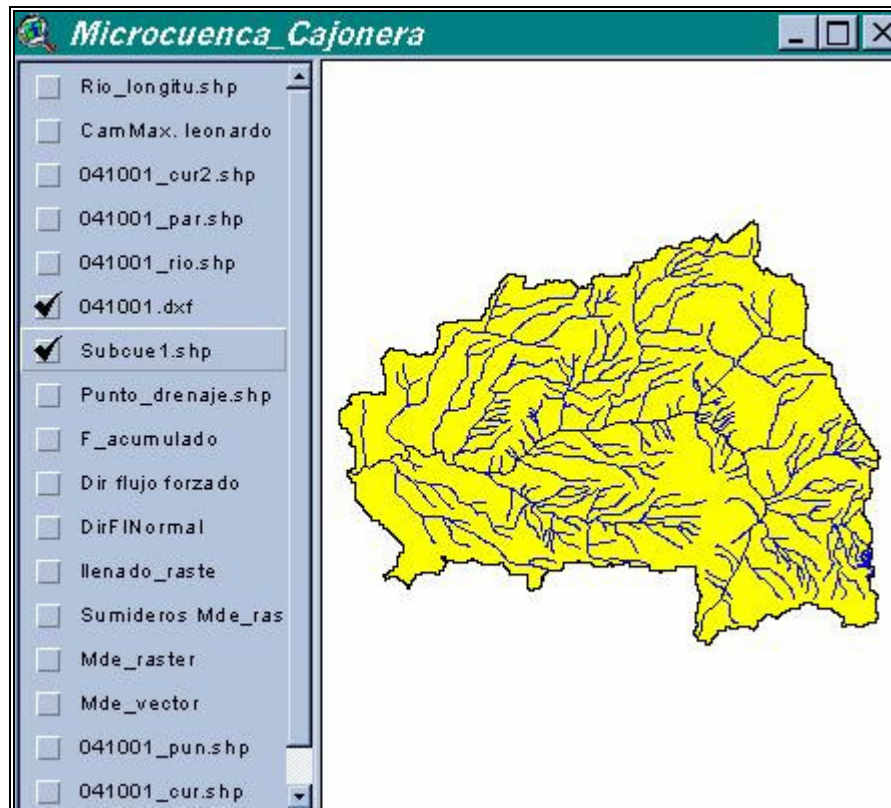 Microcuenca_Cajonera
Rio_longitu.shp
CamMax. leonardo
041001_cur2.shp
041001_par.shp
041001_rio.shp
041001.dxf
Subcue1.shp
Punto_drenaje.shp
F_acumulado
Dir flujo forzado
DirFlNormal
llenado_raste
Sumideros Mde_ras
Mde_raster
Mde_vector
041001_pun.shp
041001_cur.shp